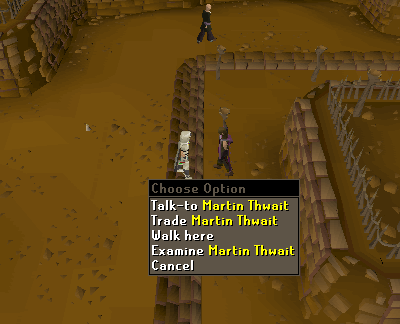 Choose Option
Talk-to Martin Thwait
Trade Martin Thwait
Walk here
Examine Martin Thwait
Cancel